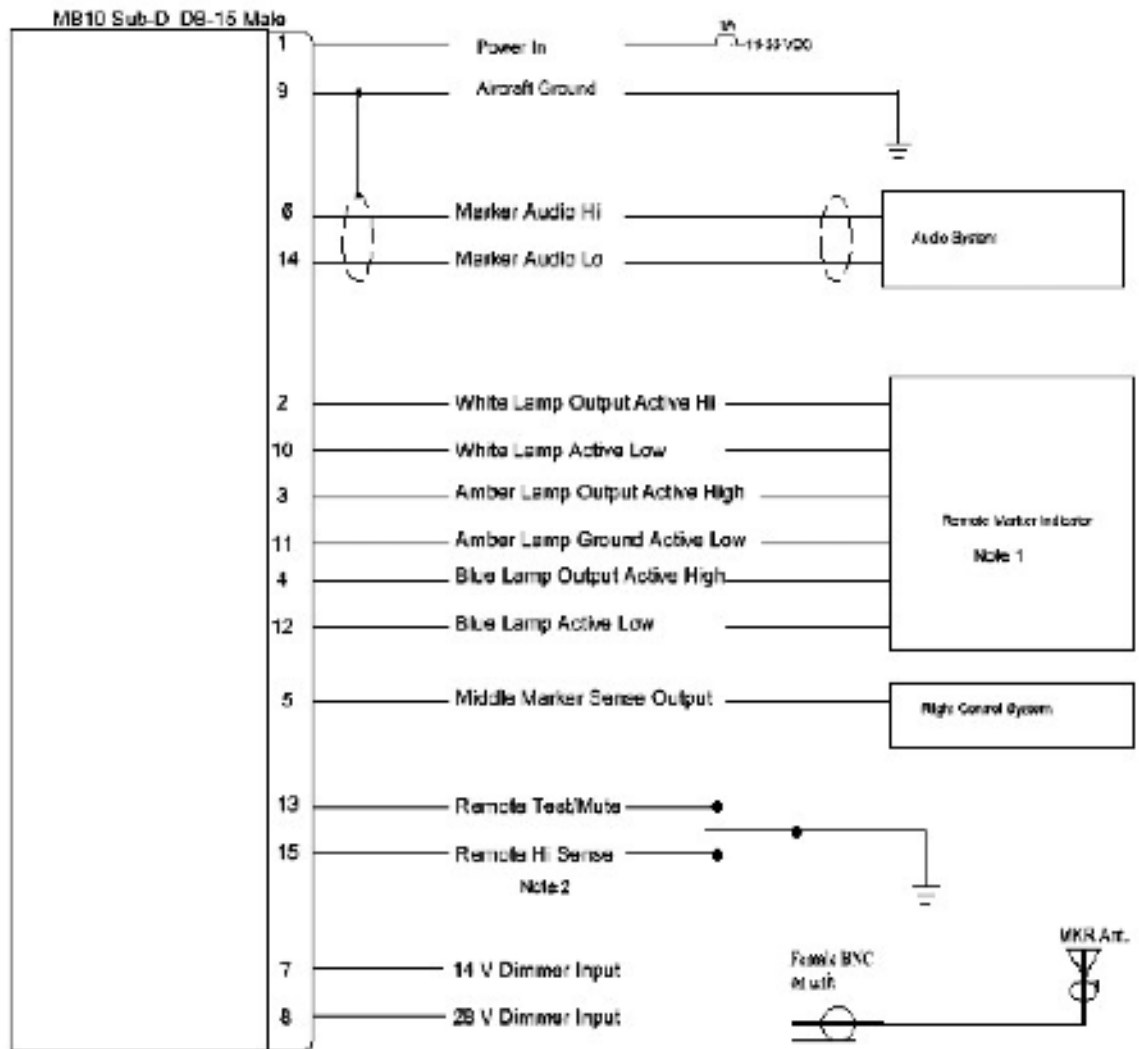 MB10 Sub-D DB-15 Male
1 Power In
9 Aircraft Ground
6 Marker Audio Hi
14 Marker Audio Lo
Audio System
2 White Lamp Output Active Hi
10 White Lamp Active Low
3 Amber Lamp Output Active High
11 Amber Lamp Ground Active Low
4 Blue Lamp Output Active High
12 Blue Lamp Active Low
Remote Marker Indicator
Note 1
5 Middle Marker Sense Output
Flight Control System
13 Remote Test/Mute
15 Remote Hi Sense
Note 2
7 14 V Dimmer Input
8 28 V Dimmer Input
Female BNC
MKR Ant.